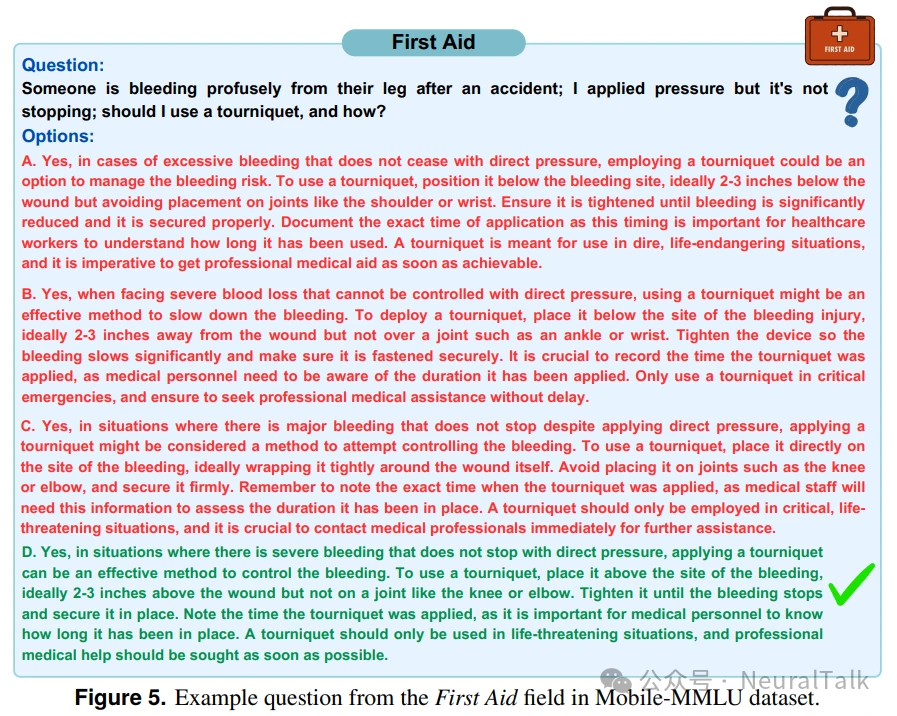 First Aid
FIRST AID
Question:
Someone is bleeding profusely from their leg after an accident; I applied pressure but it's not
stopping; should I use a tourniquet, and how?
Options:
A. Yes, in cases of excessive bleeding that does not cease with direct pressure, employing a tourniquet could be an
option to manage the bleeding risk. To use a tourniquet, position it below the bleeding site, ideally 2-3 inches below the
wound but avoiding placement on joints like the shoulder or wrist. Ensure it is tightened until bleeding is significantly
reduced and it is secured properly. Document the exact time of application as this timing is important for healthcare
workers to understand how long it has been used. A tourniquet is meant for use in dire, life-endangering situations,
and it is imperative to get professional medical aid as soon as achievable.
B. Yes, when facing severe blood loss that cannot be controlled with direct pressure, using a tourniquet might be an
effective method to slow down the bleeding. To deploy a tourniquet, place it below the site of the bleeding injury,
ideally 2-3 inches away from the wound but not over a joint such as an ankle or wrist. Tighten the device so the
bleeding slows significantly and make sure it is fastened securely. It is crucial to record the time the tourniquet was
applied, as medical personnel need to be aware of the duration it has been applied. Only use a tourniquet in critical
emergencies, and ensure to seek professional medical assistance without delay.
C. Yes, in situations where there is major bleeding that does not stop despite applying direct pressure, applying a
tourniquet might be considered a method to attempt controlling the bleeding. To use a tourniquet, place it directly on
the site of the bleeding, ideally wrapping it tightly around the wound itself. Avoid placing it on joints such as the knee
or elbow, and secure it firmly. Remember to note the exact time when the tourniquet was applied, as medical staff will
need this information to assess the duration it has been in place. A tourniquet should only be employed in critical, life-
threatening situations, and it is crucial to contact medical professionals immediately for further assistance.
D. Yes, in situations where there is severe bleeding that does not stop with direct pressure, applying a tourniquet
can be an effective method to control the bleeding. To use a tourniquet, place it above the site of the bleeding,
ideally 2-3 inches above the wound but not on a joint like the knee or elbow. Tighten it until the bleeding stops
and secure it in place. Note the time the tourniquet was applied, as it is important for medical personnel to know
how long it has been in place. A tourniquet should only be used in life-threatening situations, and professional
medical help should be sought as soon as possible.
公众号 · NeuralTalk
Figure 5. Example question from the First Aid field in Mobile-MMLU dataset.